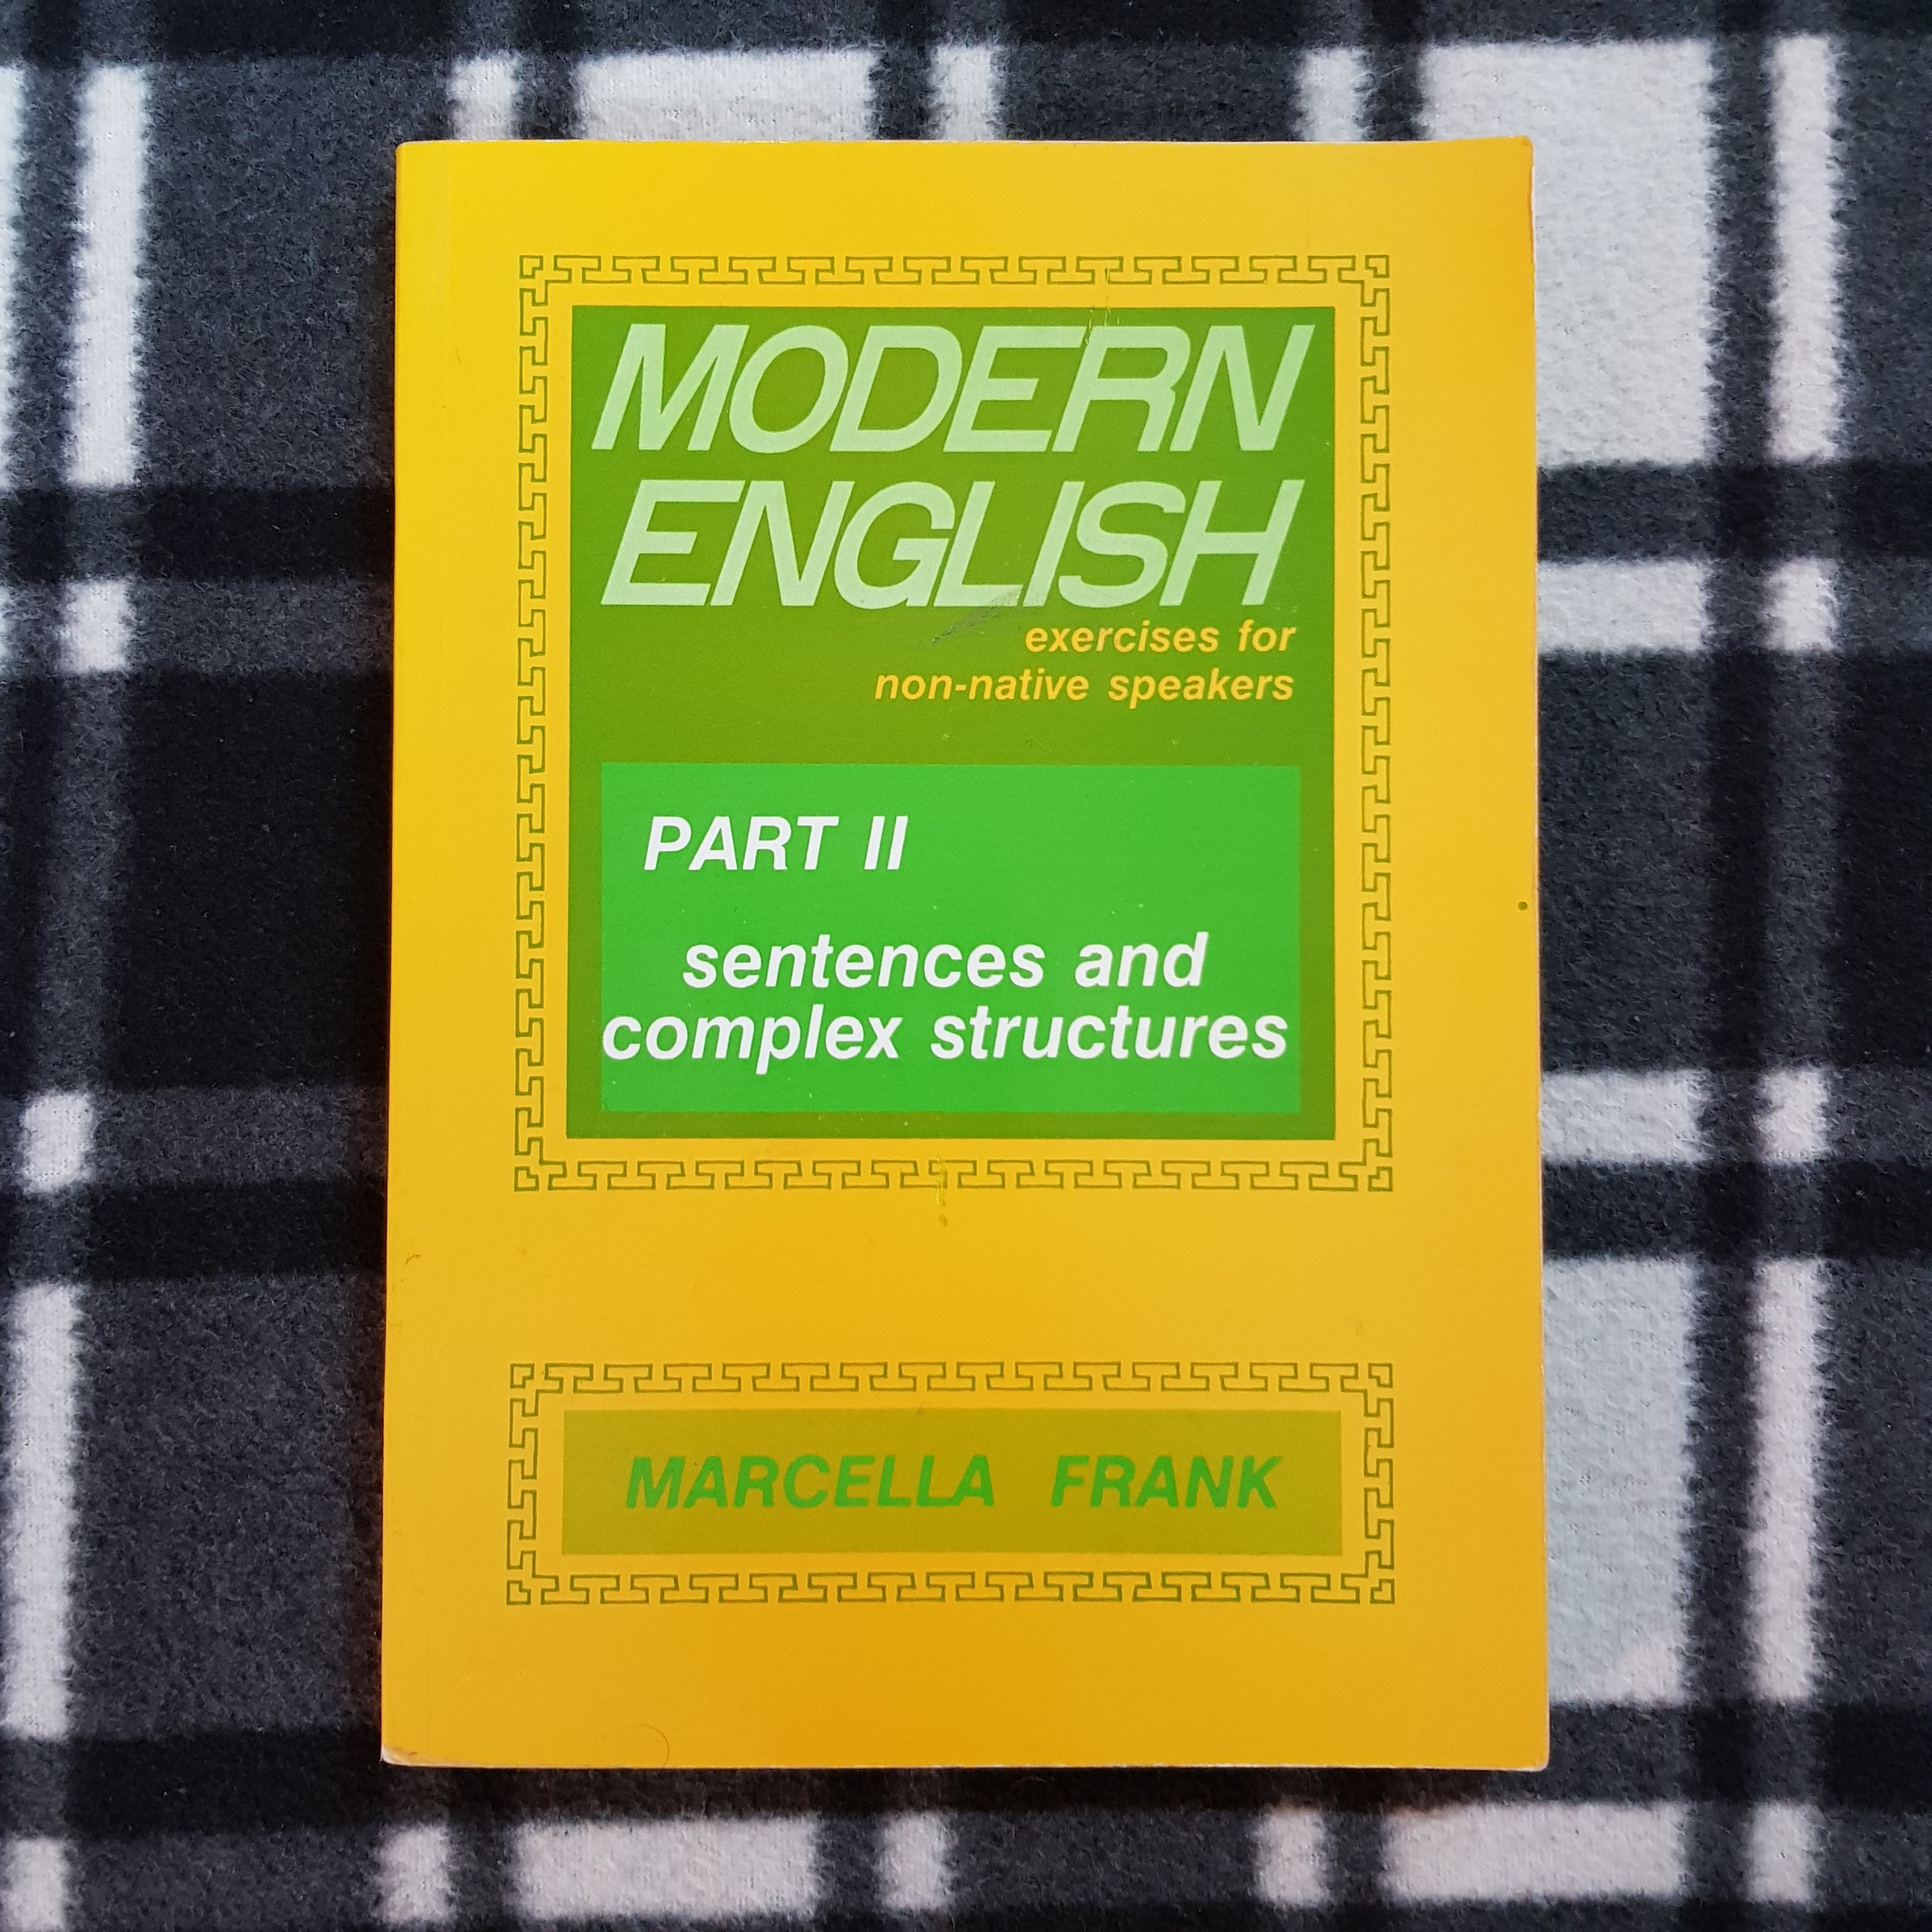 MODERN
ENGLISH
exercises for
non-native speakers
PART II
sentences and
complex structures
MARCELLA FRANK